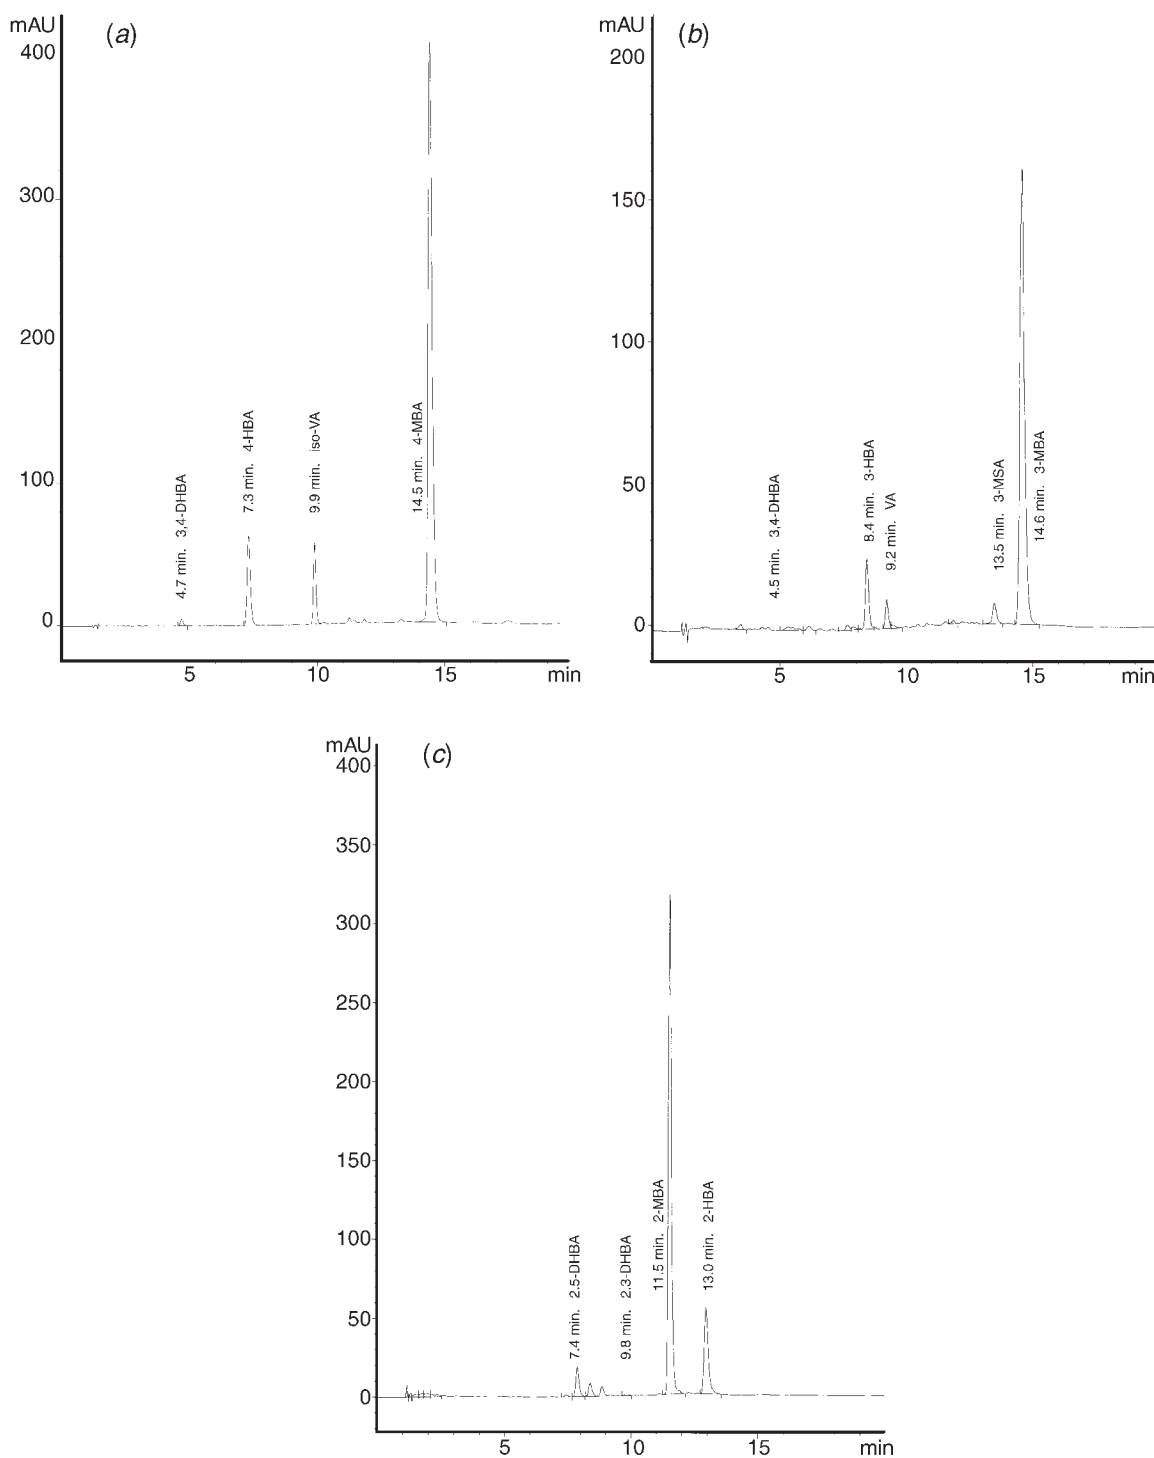 mAU
(a)
400
300
200
100
0
4.7 min. 3,4-DHBA
7.3 min. 4-HBA
9.9 min. iso-VA
14.5 min. 4-MBA
5
10
15
min
mAU
(b)
200
150
100
50
0
4.5 min. 3,4-DHBA
8.4 min. 3-HBA
9.2 min. VA
13.5 min. 3-MSA
14.6 min. 3-MBA
5
10
15
min
mAU
(c)
400
350
300
250
200
150
100
50
0
7.4 min. 2.5-DHBA
9.8 min. 2.3-DHBA
11.5 min. 2-MBA
13.0 min. 2-HBA
5
10
15
min